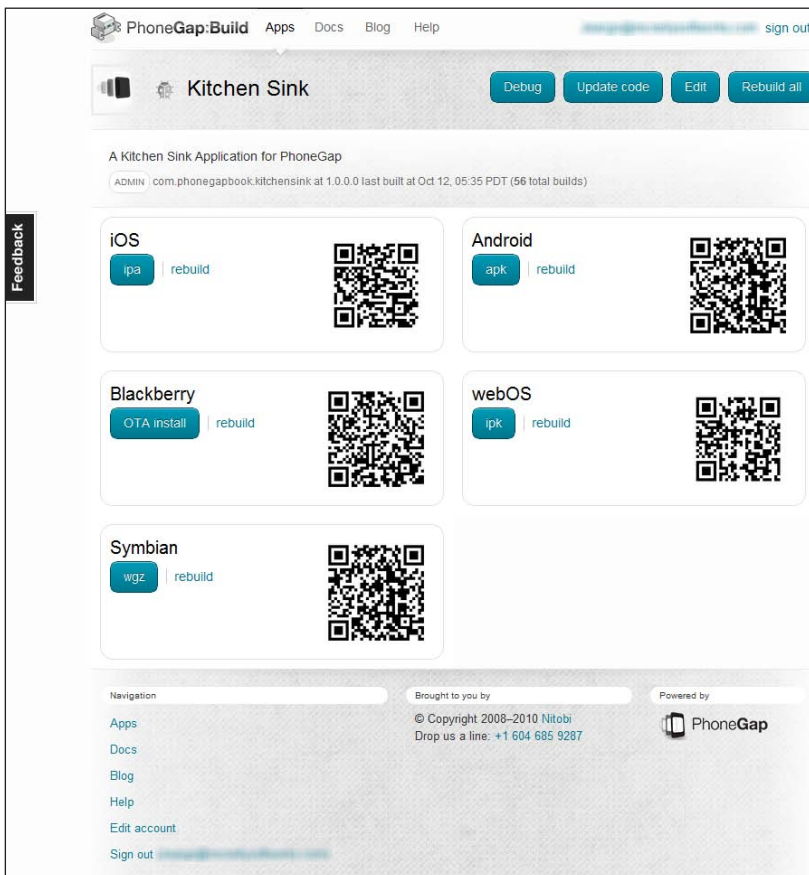 PhoneGap:Build Apps Docs Blog Help sign out
Kitchen Sink Debug Update code Edit Rebuild all
A Kitchen Sink Application for PhoneGap
ADMIN com.phonegapbook.kitchensink at 1.0.0.0 last built at Oct 12, 05:35 PDT (56 total builds)
Feedback
iOS
ipa rebuild
Android
apk rebuild
Blackberry
OTA install rebuild
webOS
ipk rebuild
Symbian
wgz rebuild
Navigation
Apps
Docs
Blog
Help
Edit account
Sign out
Brought to you by
© Copyright 2008–2010 Nitobi
Drop us a line: +1 604 685 9287
Powered by
PhoneGap